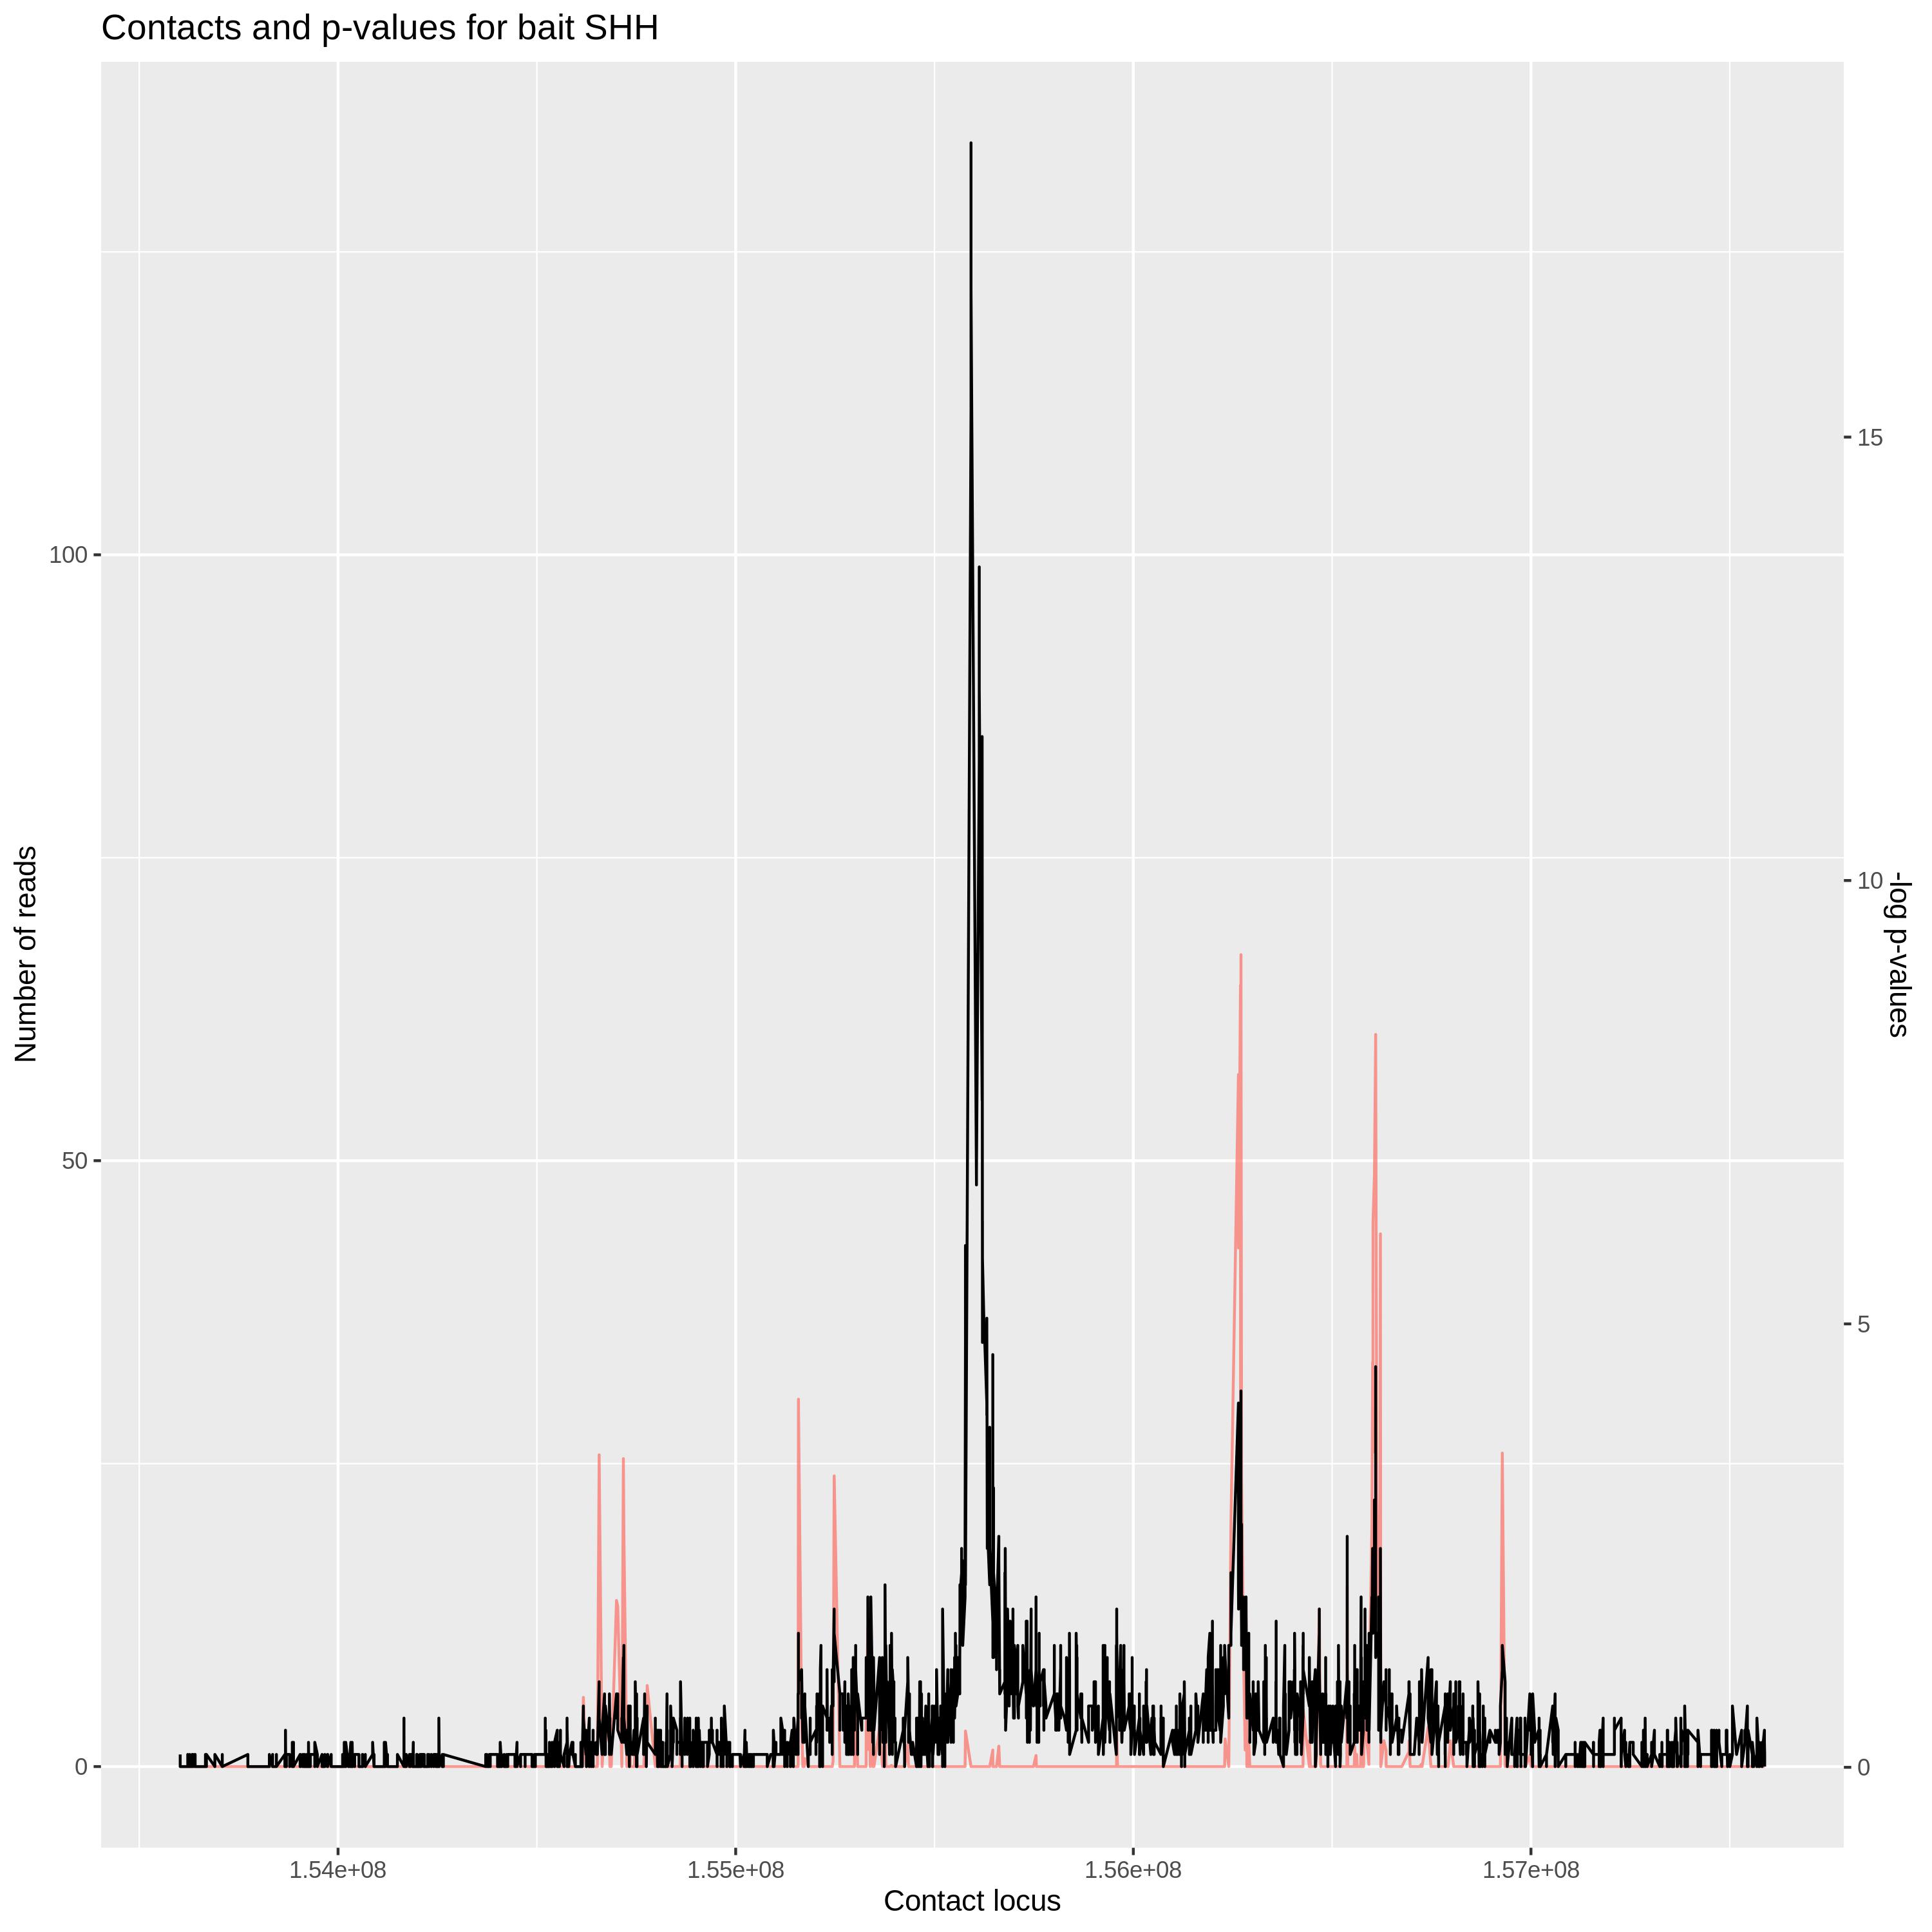 Contacts and p-values for bait SHH
Number of reads
100
50
0
15
10
5
0
-log p-values
1.54e+08
1.55e+08
1.56e+08
1.57e+08
Contact locus